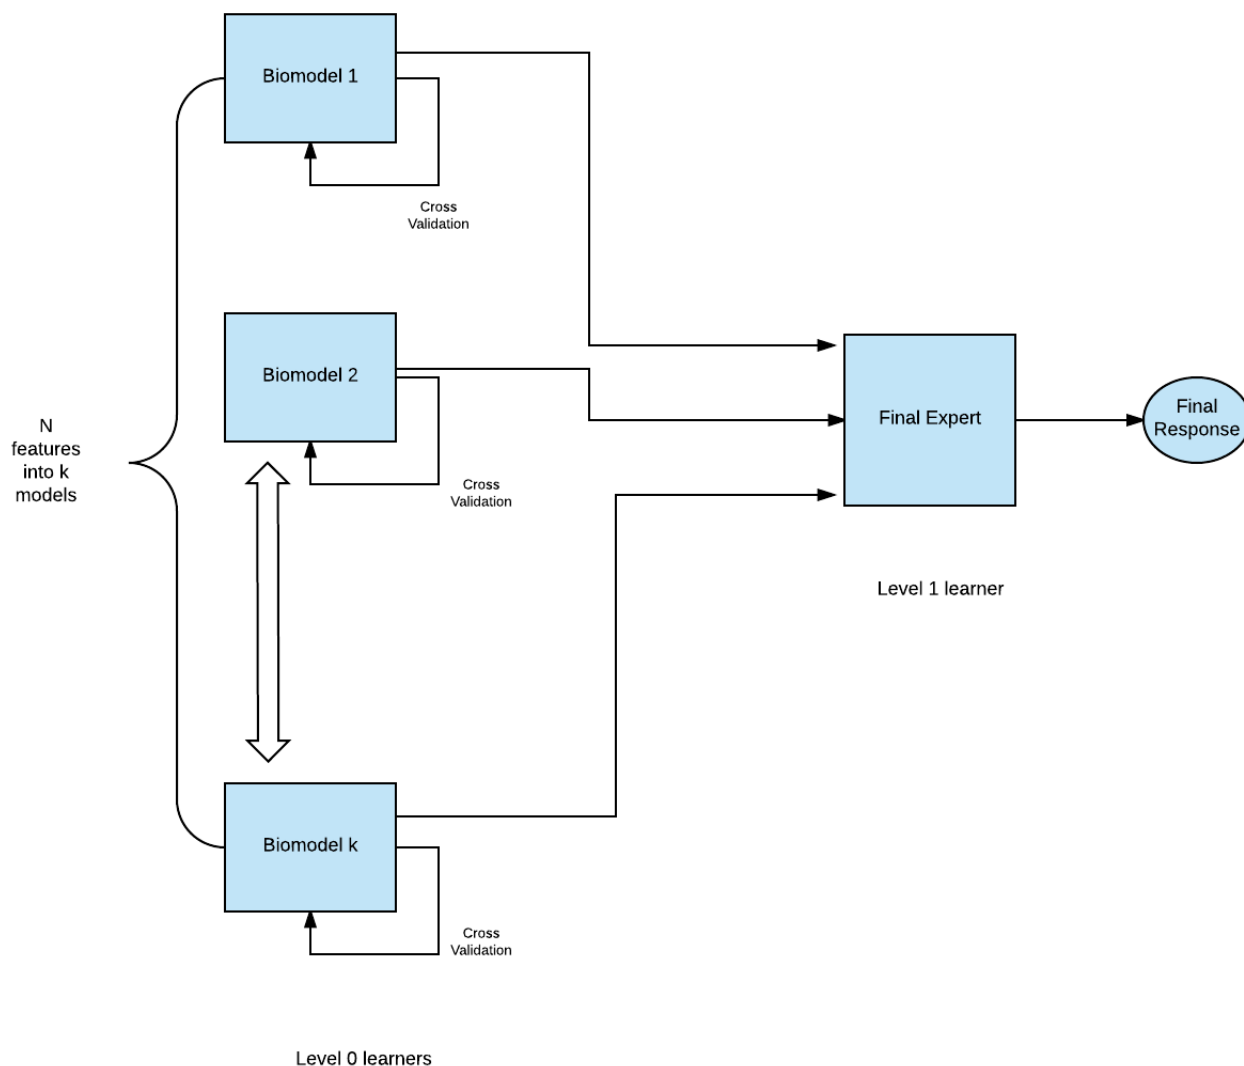 Biomodel 1
Cross
Validation
Biomodel 2
Cross
Validation
N
features
into k
models
Final Expert
Final
Response
Level 1 learner
Biomodel k
Cross
Validation
Level 0 learners